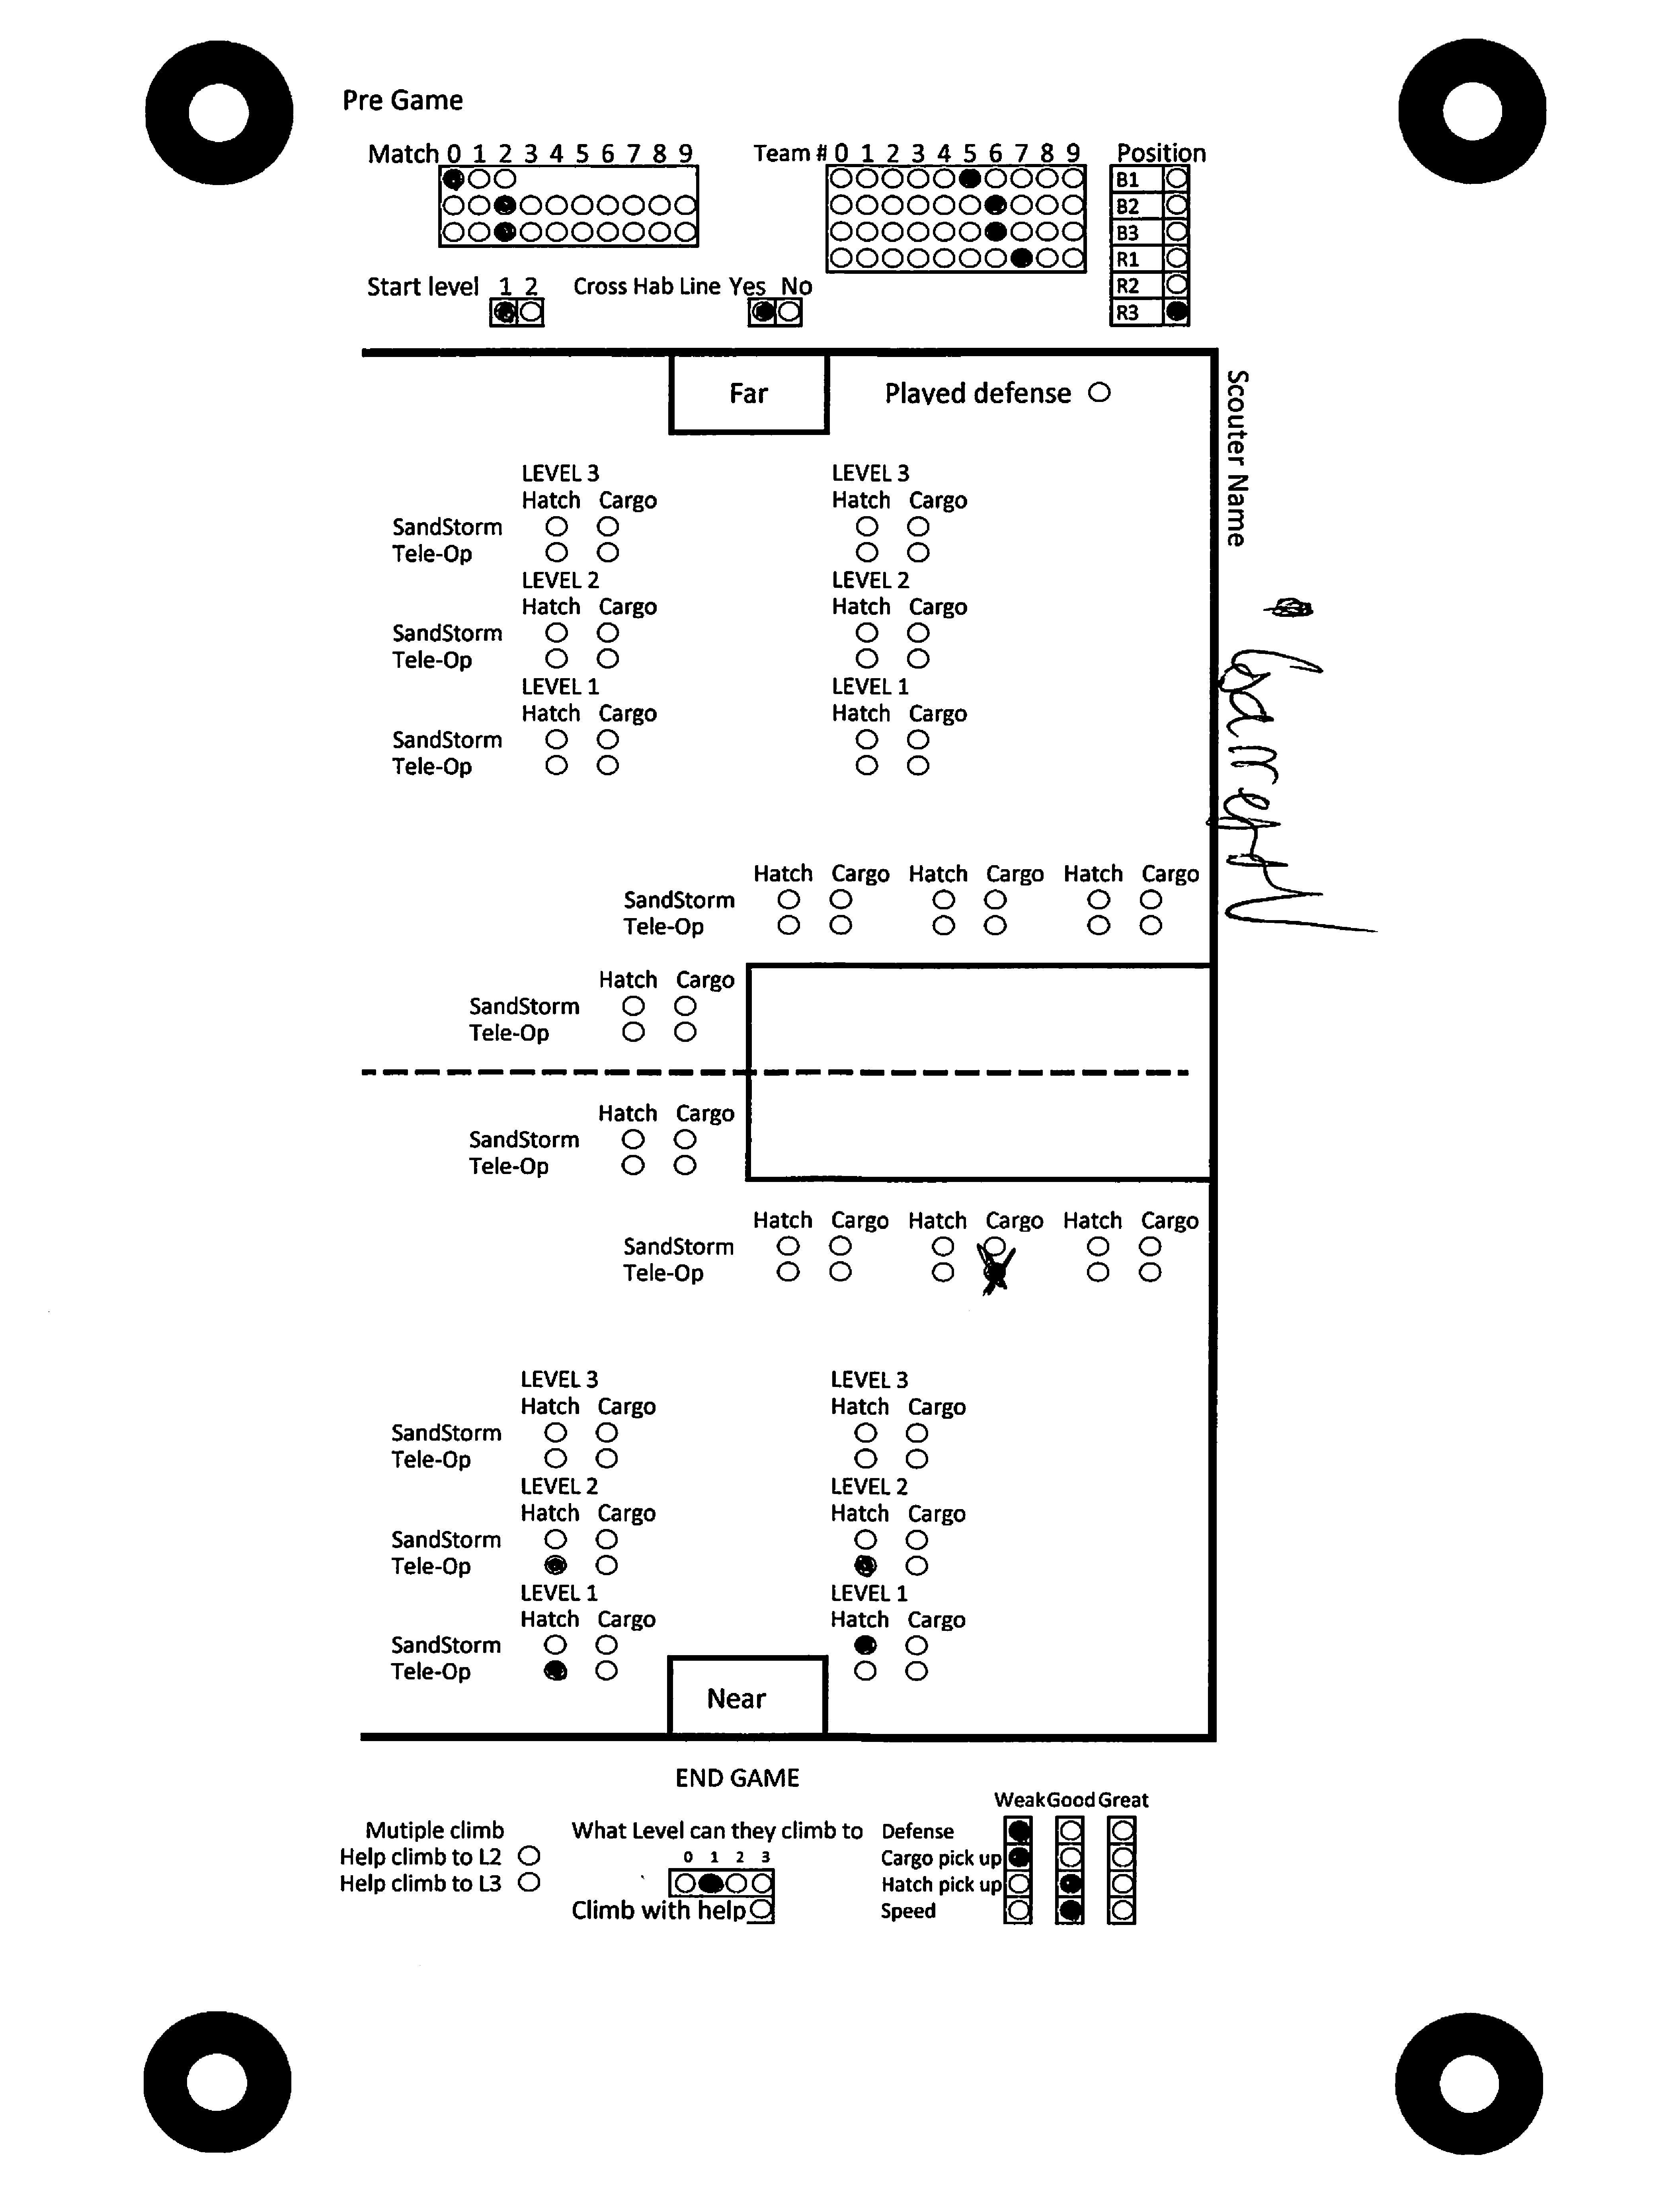 Pre Game
Match 0 1 2 3 4 5 6 7 8 9
Team # 0 1 2 3 4 5 6 7 8 9
Position
B1
B2
B3
R1
R2
R3
Start level 1 2
Cross Hab Line Yes No
Far
Played defense
Scouter Name
LEVEL 3 LEVEL 3
Hatch Cargo Hatch Cargo
SandStorm
Tele-Op
LEVEL 2 LEVEL 2
Hatch Cargo Hatch Cargo
SandStorm
Tele-Op
LEVEL 1 LEVEL 1
Hatch Cargo Hatch Cargo
SandStorm
Tele-Op
Hatch Cargo Hatch Cargo Hatch Cargo
SandStorm
Tele-Op
Hatch Cargo
SandStorm
Tele-Op
Hatch Cargo
SandStorm
Tele-Op
Hatch Cargo Hatch Cargo Hatch Cargo
SandStorm
Tele-Op
LEVEL 3 LEVEL 3
Hatch Cargo Hatch Cargo
SandStorm
Tele-Op
LEVEL 2 LEVEL 2
Hatch Cargo Hatch Cargo
SandStorm
Tele-Op
LEVEL 1 LEVEL 1
Hatch Cargo Hatch Cargo
SandStorm
Tele-Op
Near
END GAME
Mutiple climb
Help climb to L2
Help climb to L3
What Level can they climb to
0 1 2 3
Climb with help
Weak Good Great
Defense
Cargo pick up
Hatch pick up
Speed